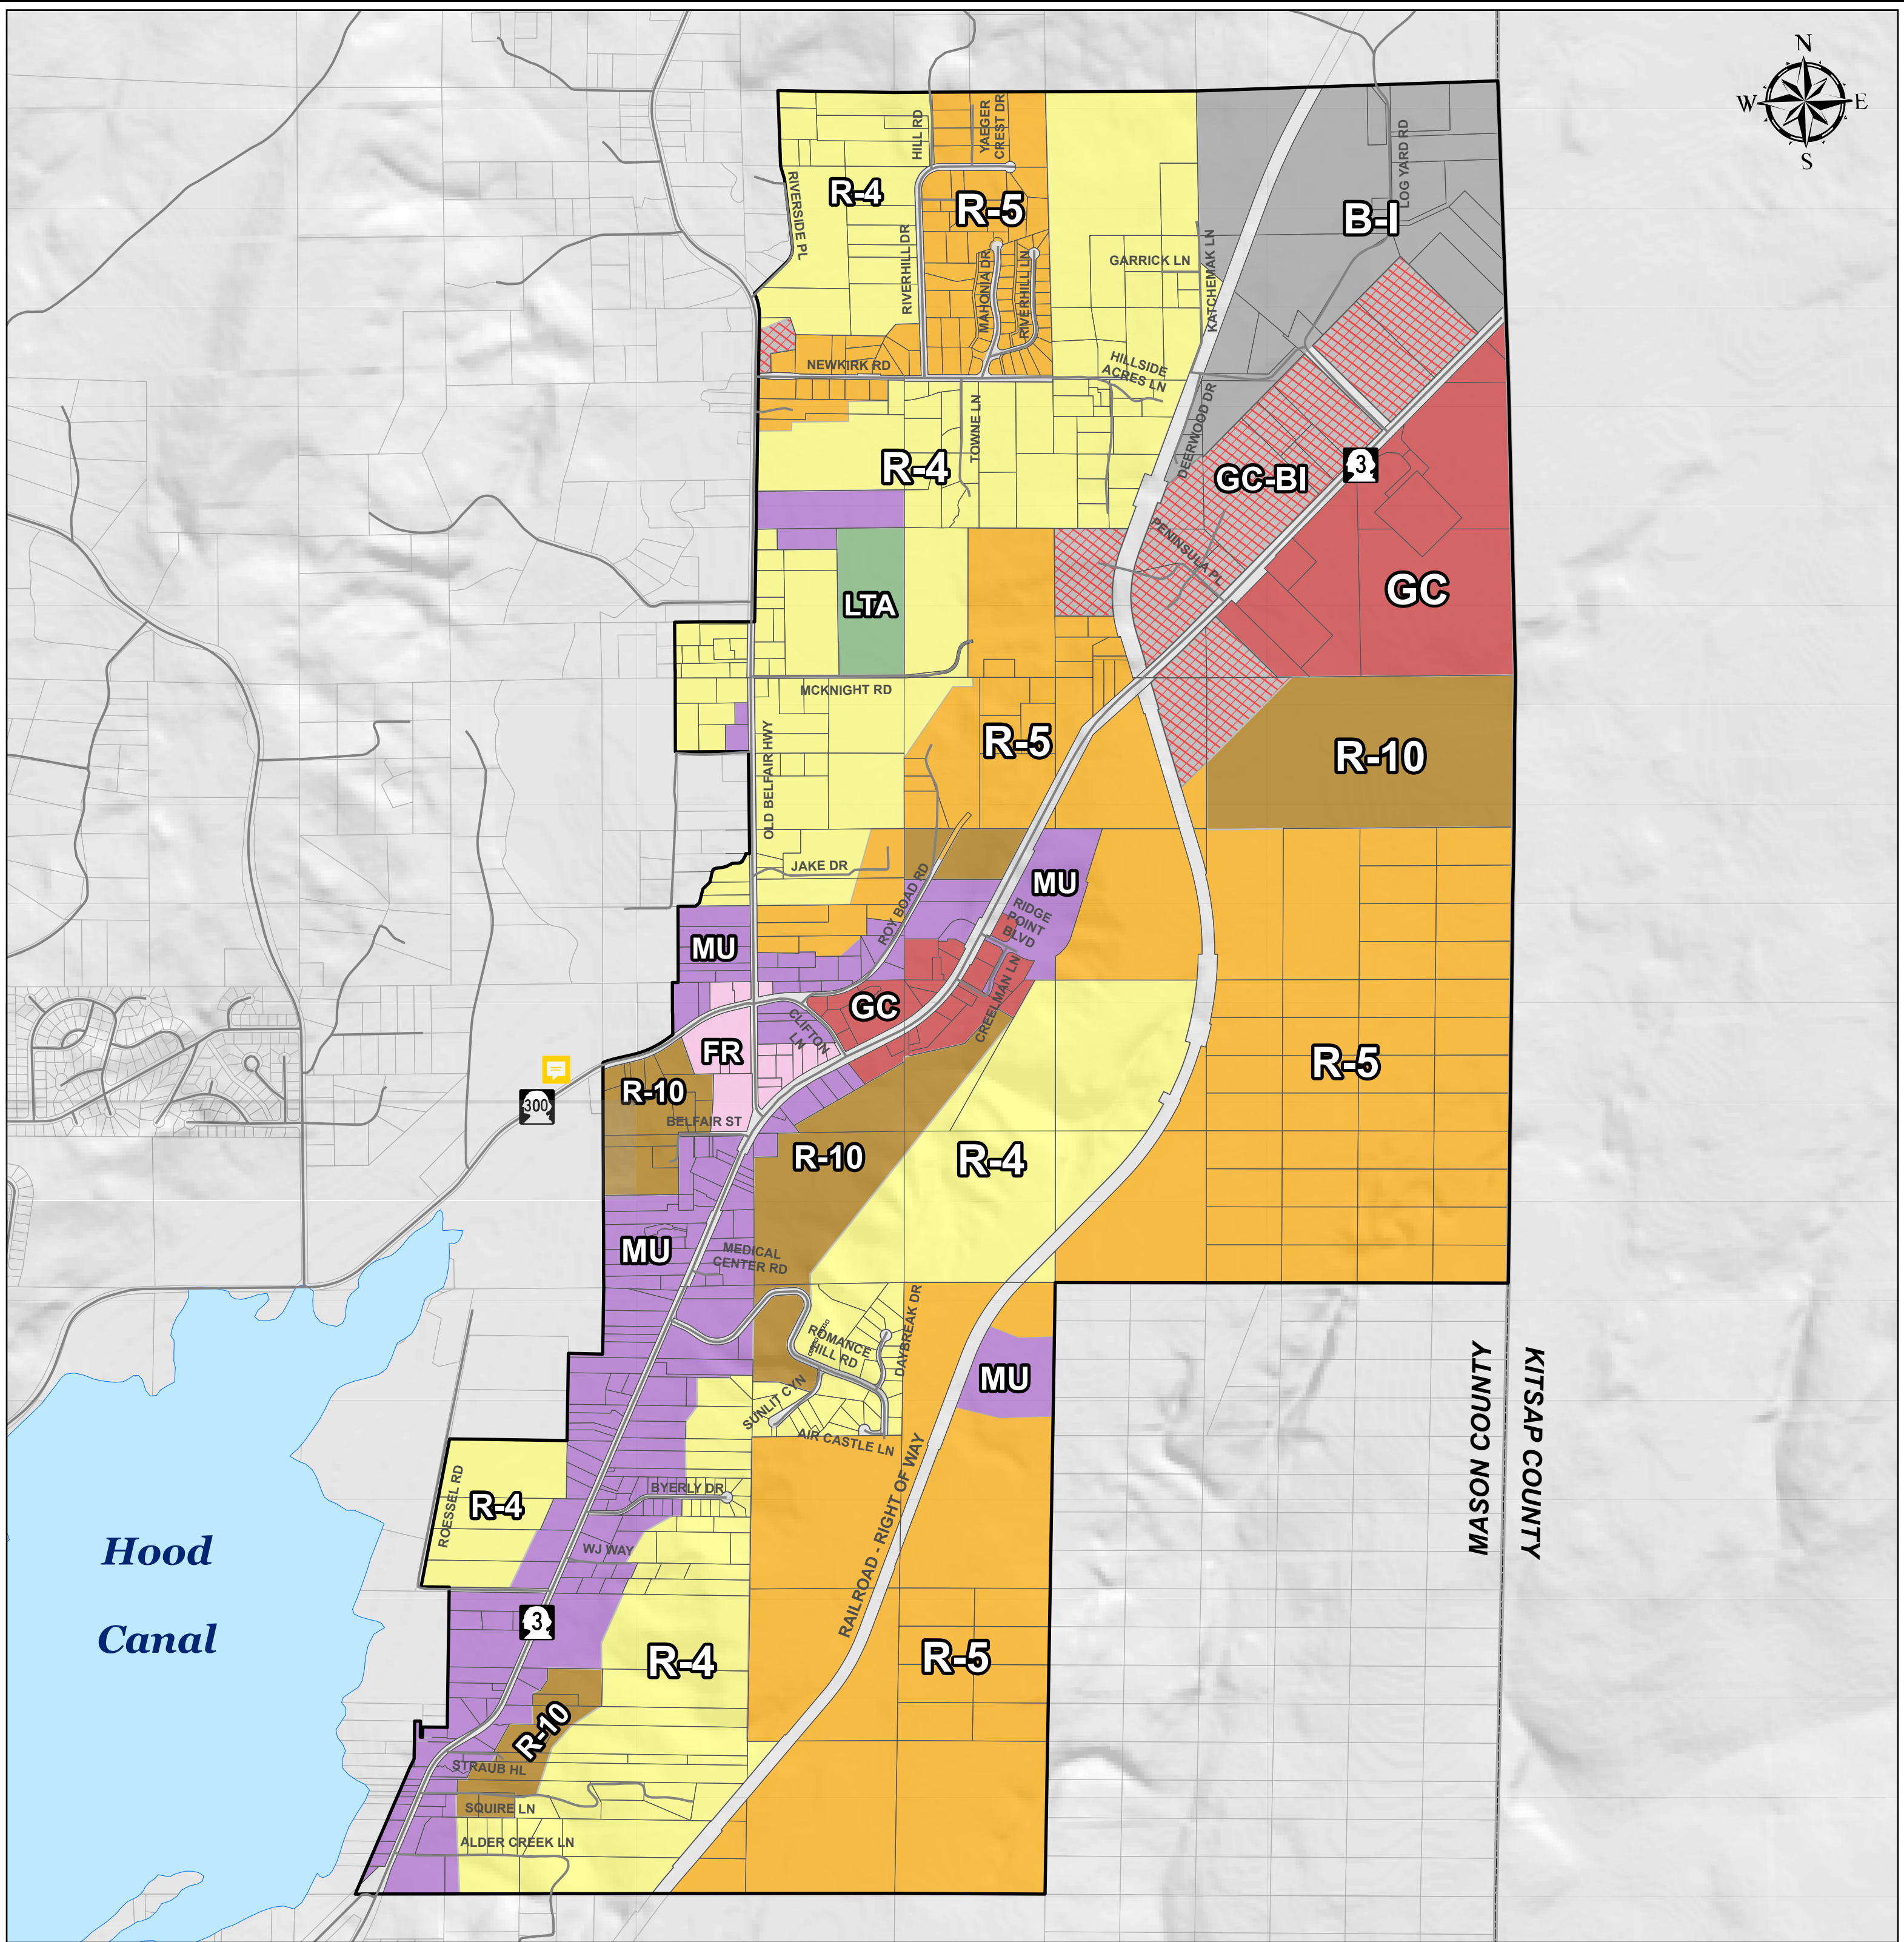 N
W
E
S
HILL RD
YAEGER
CREST DR
LOG YARD RD
RIVERSIDE PL
R-4
R-5
B-I
RIVERHILL DR
MAHONIA DR
RIVERHILL LN
GARRICK LN
KATCHEMAK LN
NEWKIRK RD
HILLSIDE
ACRES LN
TOWNE LN
DEERWOOD DR
R-4
GC-BI
3
PENINSULA PL
LTA
GC
MCKNIGHT RD
OLD BELFAIR HWY
R-5
R-10
JAKE DR
ROY BOAD RD
MU
RIDGE
POINT
BLVD
MU
CREELMAN LN
GC
CLIFTON
LN
FR
R-10
R-5
300
BELFAIR ST
R-10
R-4
MU
MEDICAL
CENTER RD
ROMANCE
HILL RD
DAYBREAK DR
MU
SUNLIT CYN
AIR CASTLE LN
MASON COUNTY
KITSAP COUNTY
RAILROAD - RIGHT OF WAY
BYERLY DR
ROESSEL RD
R-4
WJ WAY
Hood
Canal
3
R-4
R-5
R-10
STRAUB HL
SQUIRE LN
ALDER CREEK LN